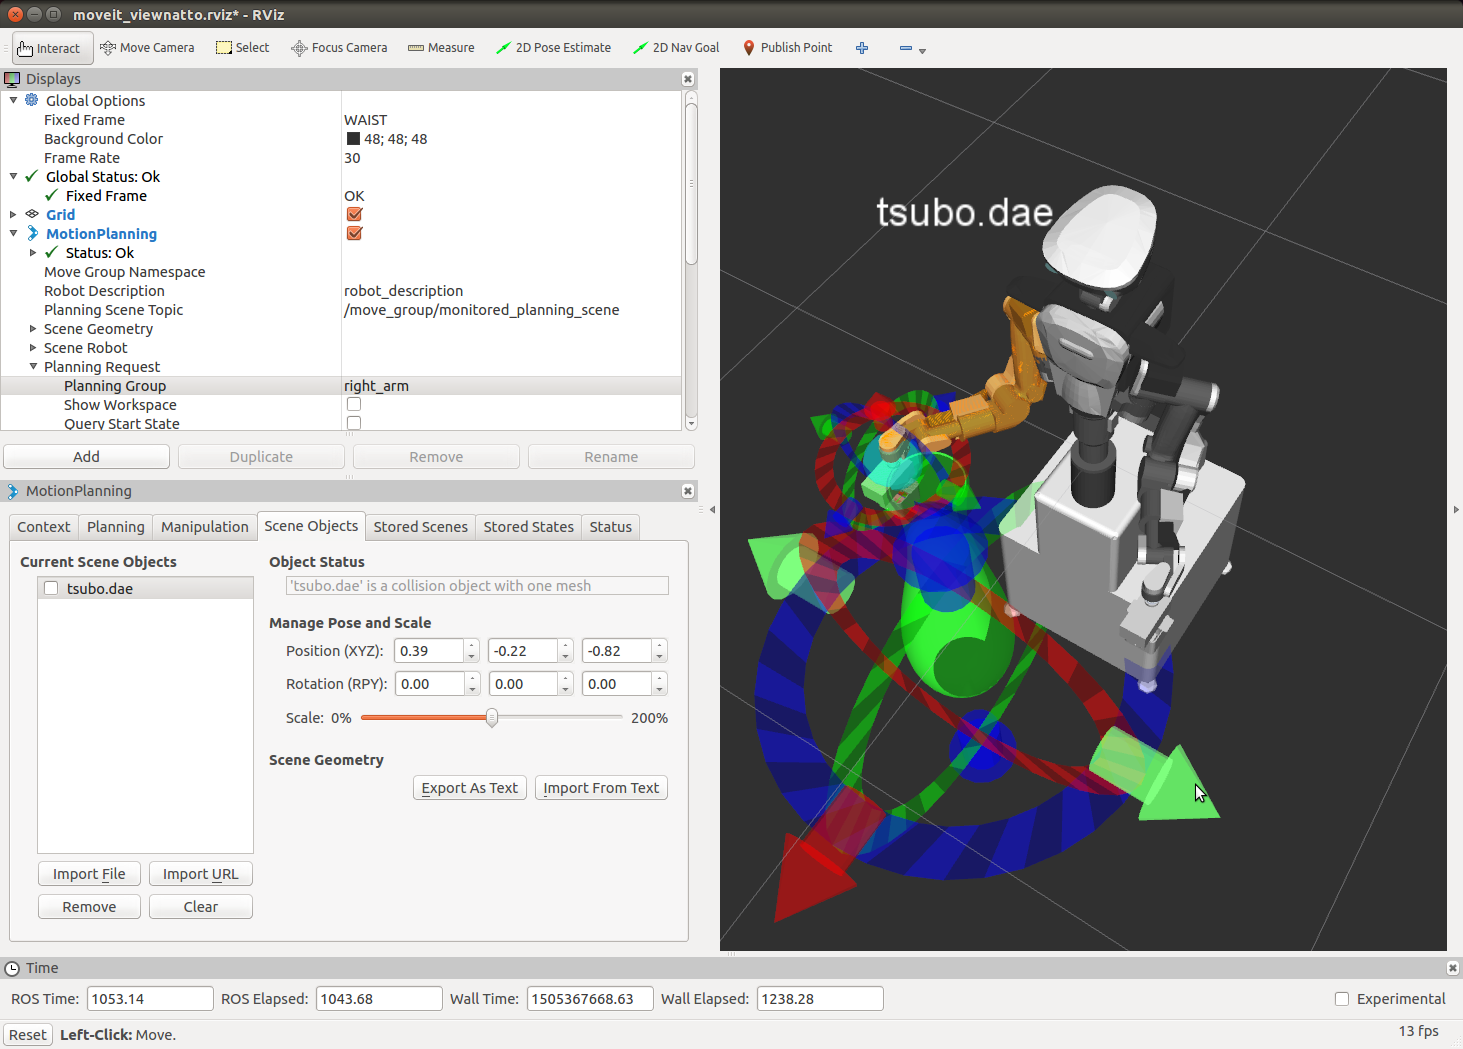 moveit_viewnatto.rviz* - RViz
Interact Move Camera Select Focus Camera Measure 2D Pose Estimate 2D Nav Goal Publish Point
Displays
Global Options
Fixed Frame WAIST
Background Color 48; 48; 48
Frame Rate 30
Global Status: Ok
Fixed Frame OK
Grid
MotionPlanning
Status: Ok
Move Group Namespace
Robot Description robot_description
Planning Scene Topic /move_group/monitored_planning_scene
Scene Geometry
Scene Robot
Planning Request
Planning Group right_arm
Show Workspace
Query Start State
Add Duplicate Remove Rename
MotionPlanning
Context Planning Manipulation Scene Objects Stored Scenes Stored States Status
Current Scene Objects
tsubo.dae
Object Status
'tsubo.dae' is a collision object with one mesh
Manage Pose and Scale
Position (XYZ): 0.39 -0.22 -0.82
Rotation (RPY): 0.00 0.00 0.00
Scale: 0% 200%
Scene Geometry
Export As Text Import From Text
Import File Import URL
Remove Clear
tsubo.dae
Time
ROS Time: 1053.14 ROS Elapsed: 1043.68 Wall Time: 1505367668.63 Wall Elapsed: 1238.28 Experimental
Reset Left-Click: Move. 13 fps